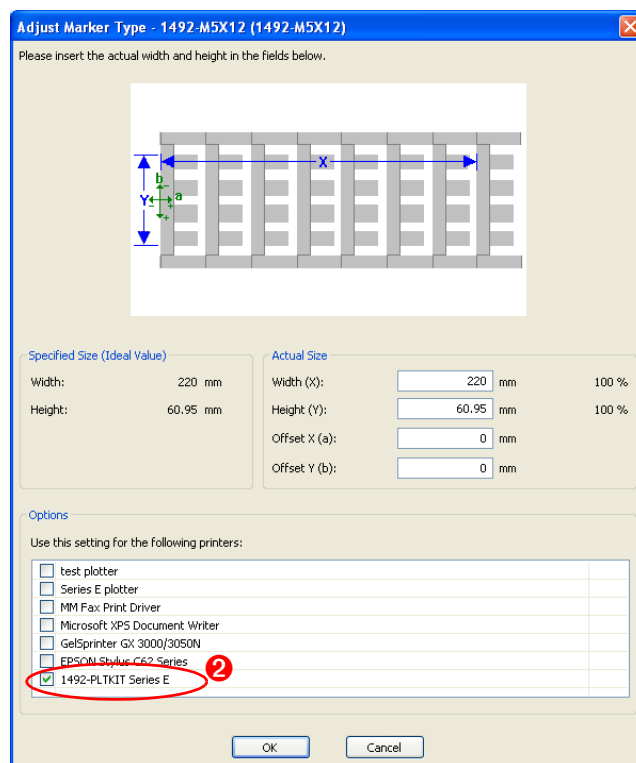 Adjust Marker Type - 1492-M5X12 (1492-M5X12)
Please insert the actual width and height in the fields below.
X
b
Y
a
Specified Size (Ideal Value)
Width: 220 mm
Height: 60.95 mm
Actual Size
Width (X): 220 mm 100 %
Height (Y): 60.95 mm 100 %
Offset X (a): 0 mm
Offset Y (b): 0 mm
Options
Use this setting for the following printers:
test plotter
Series E plotter
MM Fax Print Driver
Microsoft XPS Document Writer
GelSprinter GX 3000/3050N
EPSON Stylus C62 Series
1492-PLTKIT Series E
2
OK Cancel